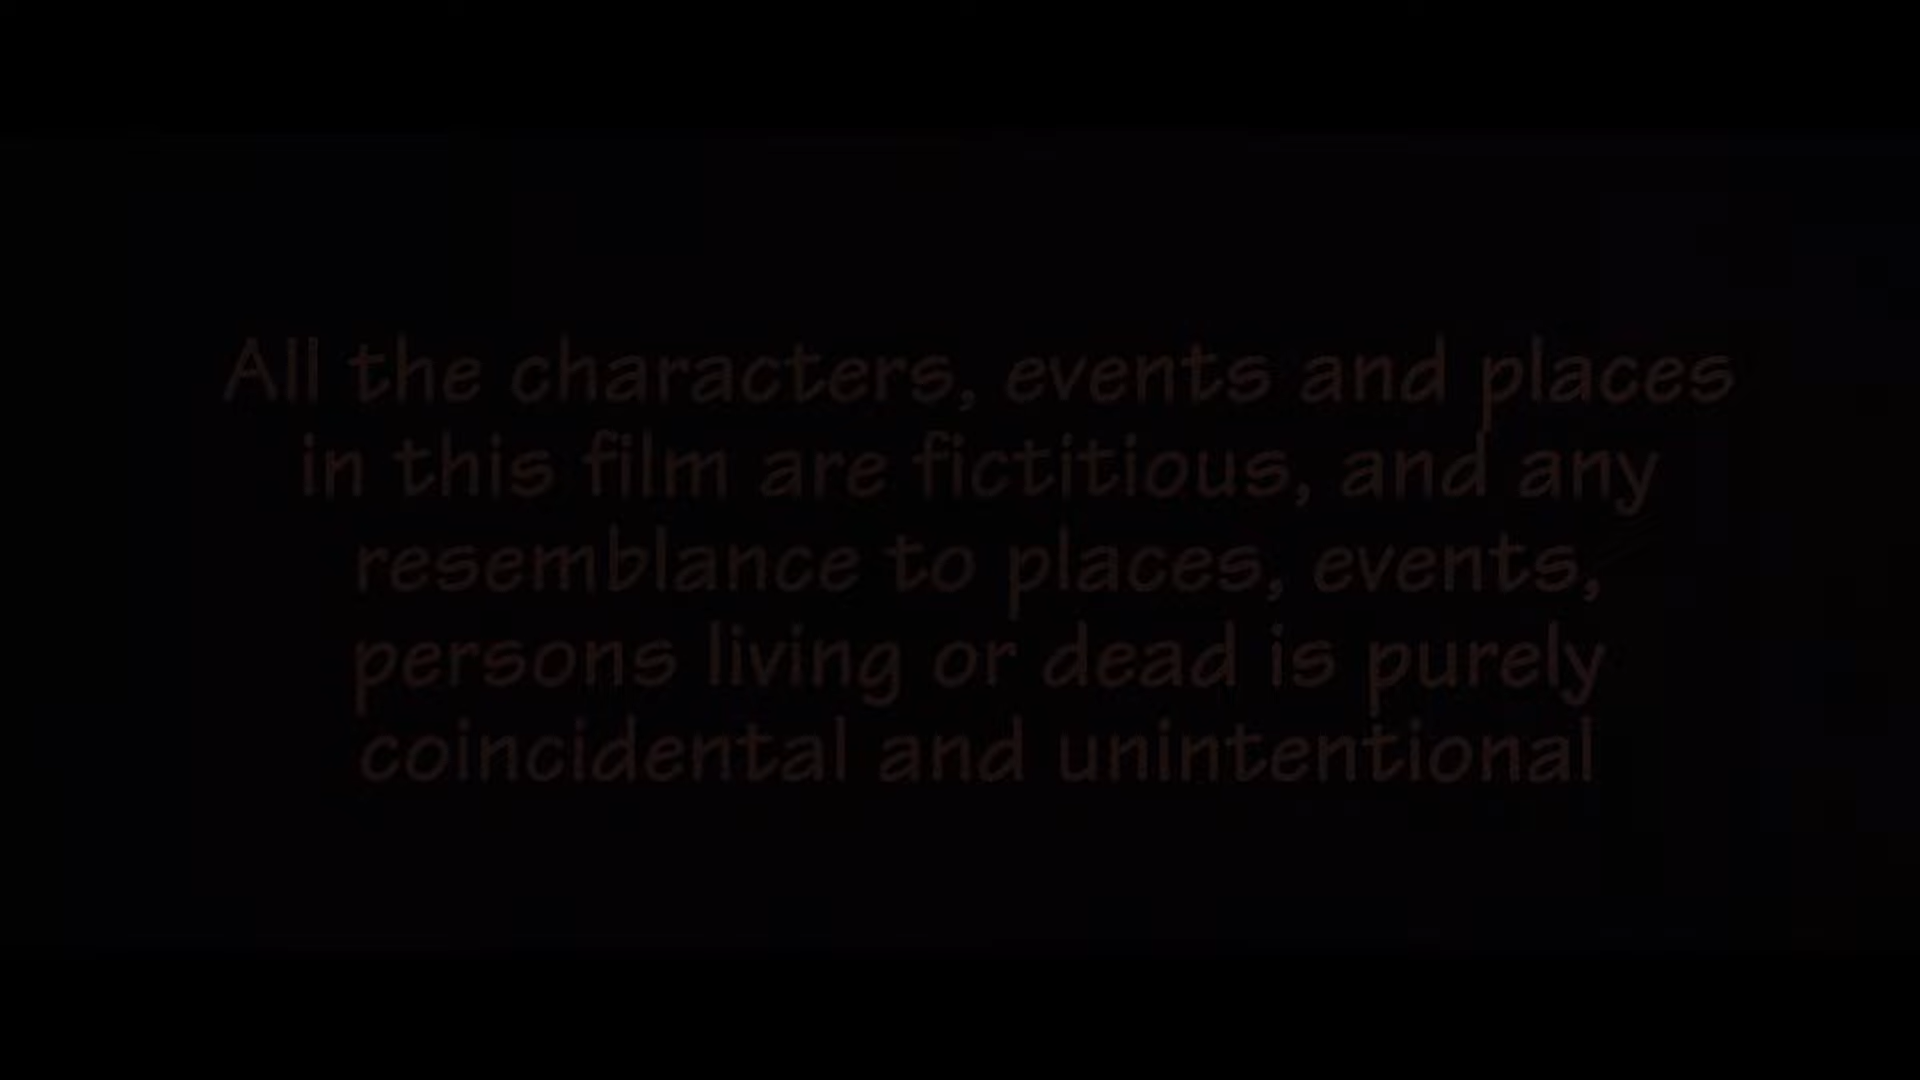 All the characters, events and places
in this film are fictitious, and any
resemblance to places, events,
persons living or dead is purely
coincidental and unintentional